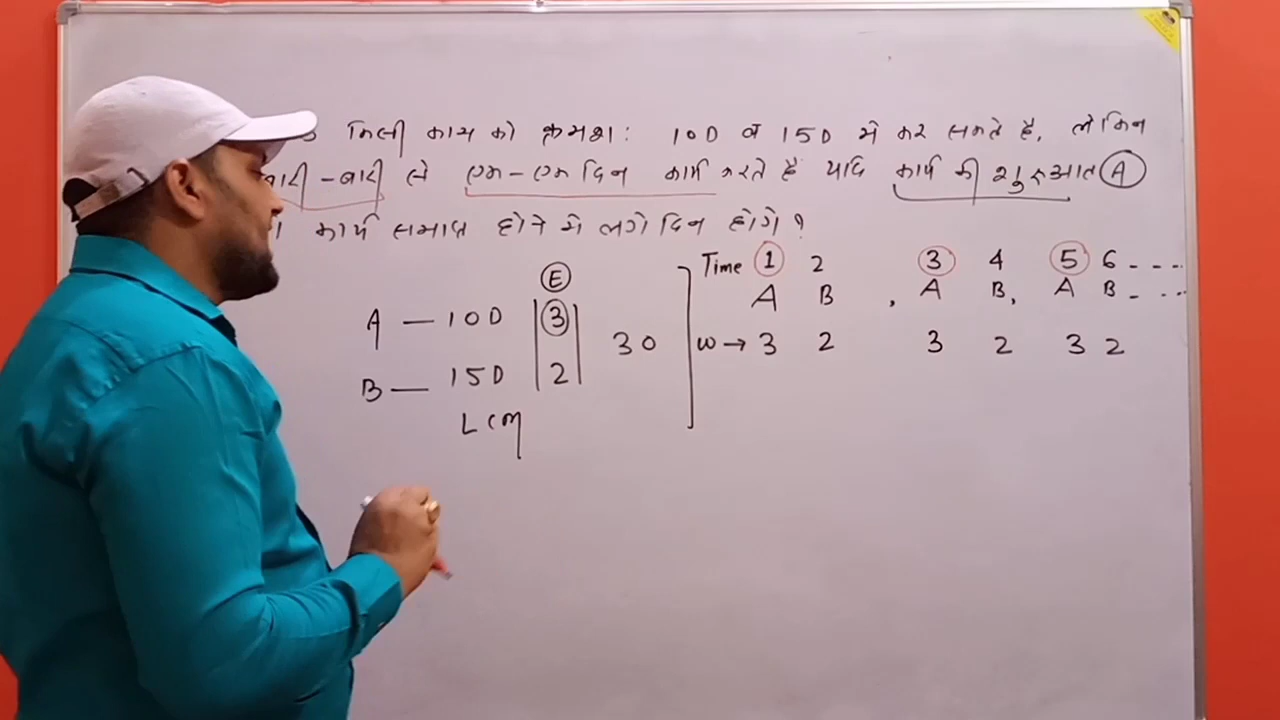 किसी काय को क्रमश: 10D व 15D मे कर सकते है, लेकिन
बारी-बारी से एक-एक दिन कार्य करते है यदि कार्य की शुरुआत A
कार्य समाप्त होने मे लगे दिन होगे?
Time 1 2 3 4 5 6 - - - -
A B , A B, A B - - - -
E
A — 10D 3
B — 15D 2
30
W → 3 2 3 2 3 2
LCM